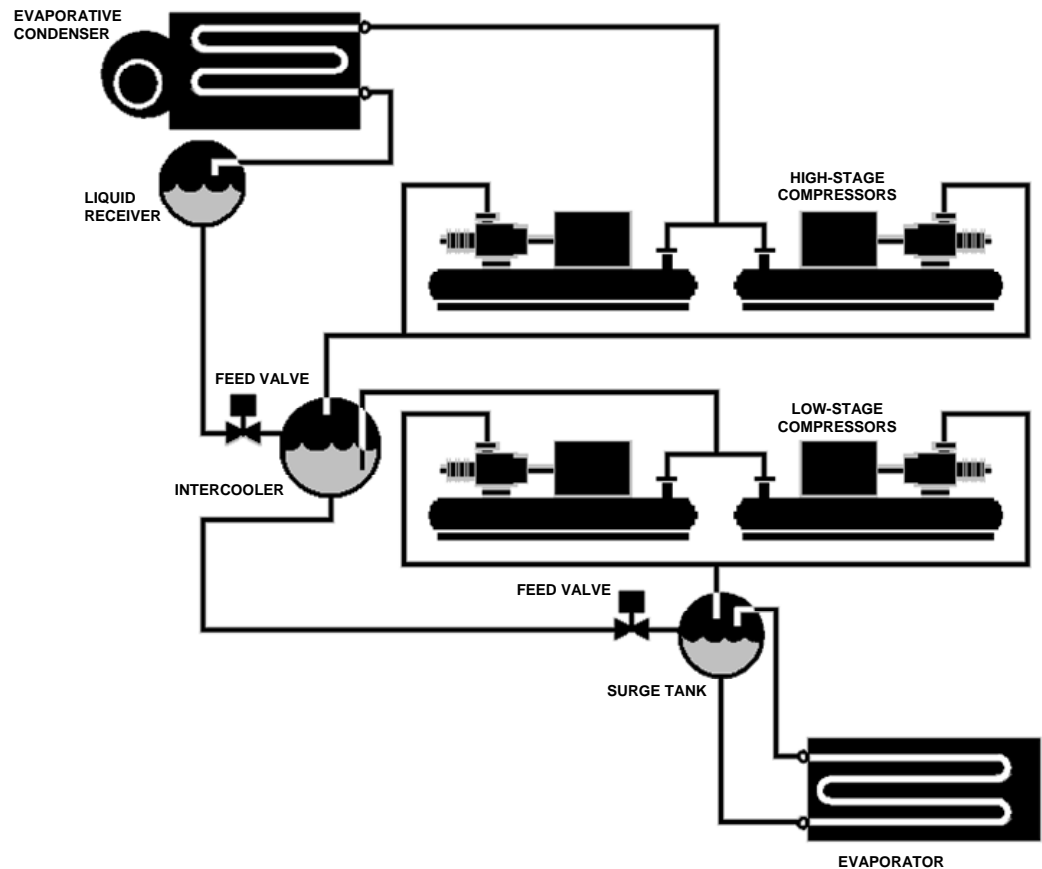 EVAPORATIVE
CONDENSER
LIQUID
RECEIVER
HIGH-STAGE
COMPRESSORS
FEED VALVE
LOW-STAGE
COMPRESSORS
INTERCOOLER
FEED VALVE
SURGE TANK
EVAPORATOR